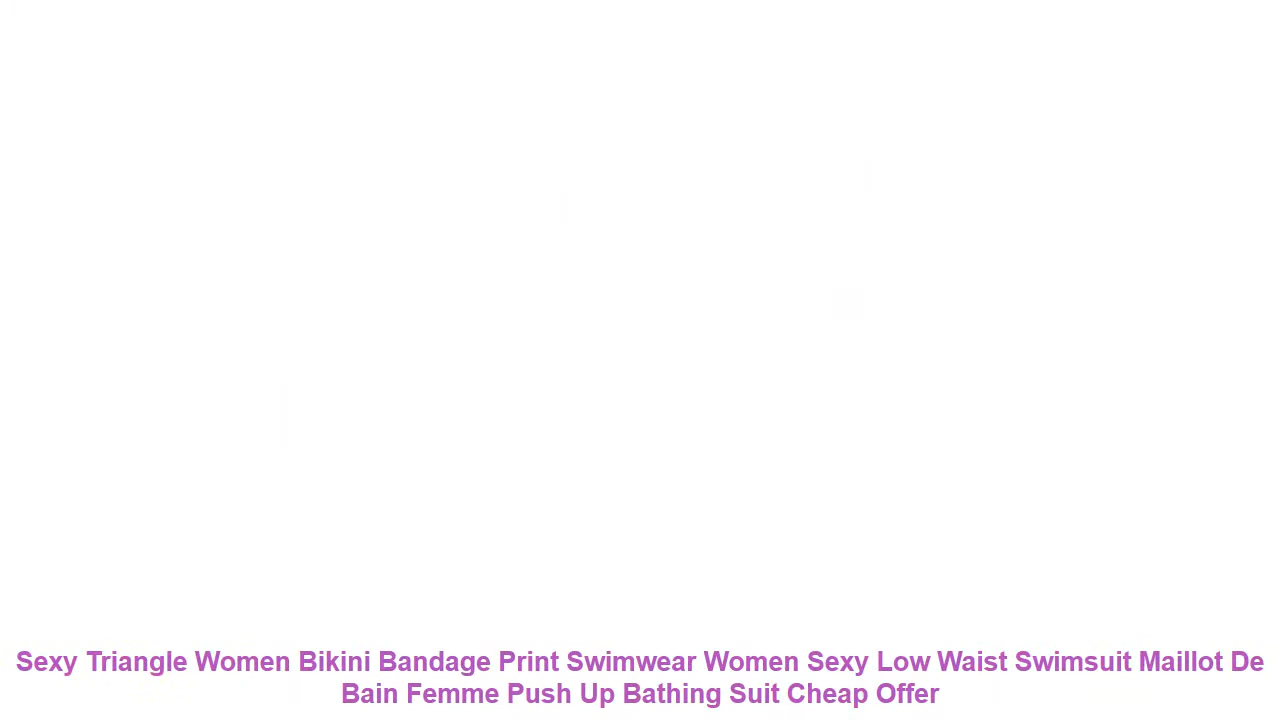 Sexy Triangle Women Bikini Bandage Print Swimwear Women Sexy Low Waist Swimsuit Maillot De
Bain Femme Push Up Bathing Suit Cheap Offer